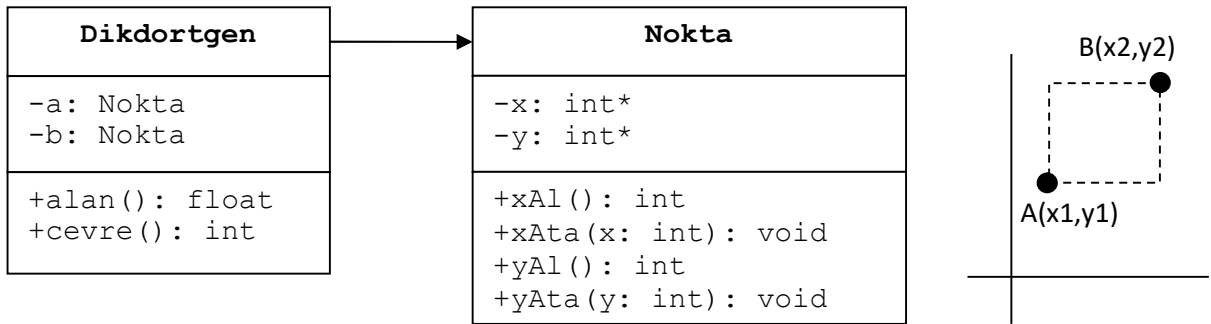 Dikdortgen
-a: Nokta
-b: Nokta
+alan(): float
+cevre(): int
Nokta
-x: int*
-y: int*
+xAl(): int
+xAta(x: int): void
+yAl(): int
+yAta(y: int): void
B(x2,y2)
A(x1,y1)